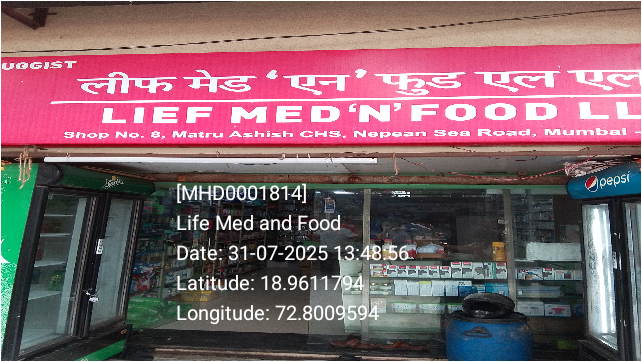 UGGIST
लीफ मेड ‘एन’ फुड एल एल
LIEF MED‘N’FOOD LL
Shop No. 8, Matru Ashish CHS, Nepean Sea Road, Mumbai
pepsi
[MHD0001814]
Life Med and Food
Date: 31-07-2025 13:48:56
Latitude: 18.9611794
Longitude: 72.8009594